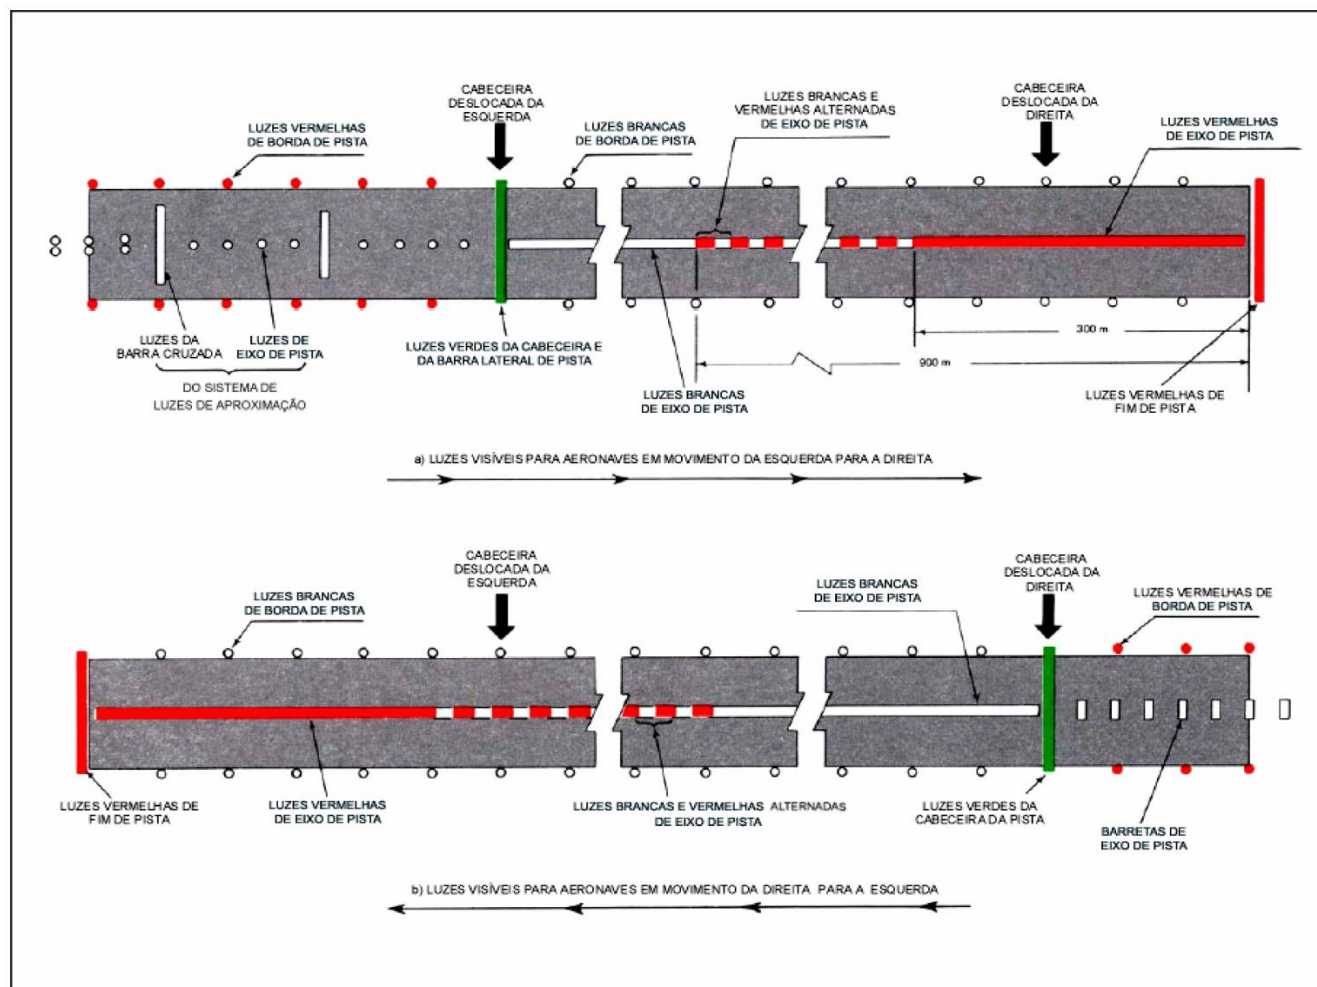 CABECEIRA
DESLOCADA DA
ESQUERDA
LUZES VERMELHAS
DE BORDA DE PISTA
LUZES BRANCAS
DE BORDA DE PISTA
LUZES BRANCAS E
VERMELHAS ALTERNADAS
DE EIXO DE PISTA
CABECEIRA
DESLOCADA DA
DIREITA
LUZES VERMELHAS
DE EIXO DE PISTA
LUZES DA
BARRA CRUZADA
LUZES DE
EIXO DE PISTA
DO SISTEMA DE
LUZES DE APROXIMAÇÃO
LUZES VERDES DA CABECEIRA E
DA BARRA LATERAL DE PISTA
LUZES BRANCAS
DE EIXO DE PISTA
300 m
900 m
LUZES VERMELHAS DE
FIM DE PISTA
a) LUZES VISÍVEIS PARA AERONAVES EM MOVIMENTO DA ESQUERDA PARA A DIREITA
CABECEIRA
DESLOCADA DA
ESQUERDA
LUZES BRANCAS
DE BORDA DE PISTA
LUZES BRANCAS
DE EIXO DE PISTA
CABECEIRA
DESLOCADA DA
DIREITA
LUZES VERMELHAS DE
BORDA DE PISTA
LUZES VERMELHAS DE
FIM DE PISTA
LUZES VERMELHAS
DE EIXO DE PISTA
LUZES BRANCAS E VERMELHAS ALTERNADAS
DE EIXO DE PISTA
LUZES VERDES DA
CABECEIRA DA PISTA
BARRETAS DE
EIXO DE PISTA
b) LUZES VISÍVEIS PARA AERONAVES EM MOVIMENTO DA DIREITA PARA A ESQUERDA